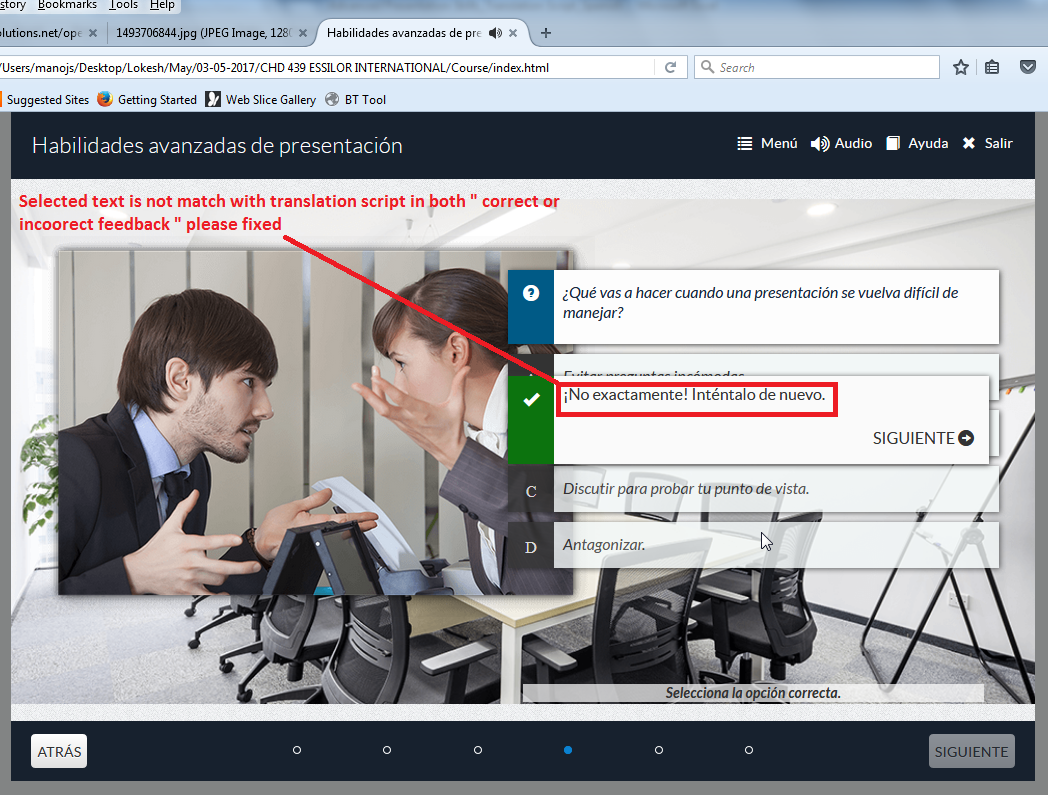 story Bookmarks Tools Help
olutions.net/ope
1493706844.jpg (JPEG Image, 128
Habilidades avanzadas de pre
/Users/manojs/Desktop/Lokesh/May/03-05-2017/CHD 439 ESSILOR INTERNATIONAL/Course/index.html
Search
Suggested Sites Getting Started Web Slice Gallery BT Tool
Habilidades avanzadas de presentación
Menú Audio Ayuda Salir
Selected text is not match with translation script in both " correct or
incoorect feedback " please fixed
¿Qué vas a hacer cuando una presentación se vuelva difícil de
manejar?
Evitar preguntas incómodas.
¡No exactamente! Inténtalo de nuevo.
SIGUIENTE
C Discutir para probar tu punto de vista.
D Antagonizar.
Selecciona la opción correcta.
ATRÁS
SIGUIENTE